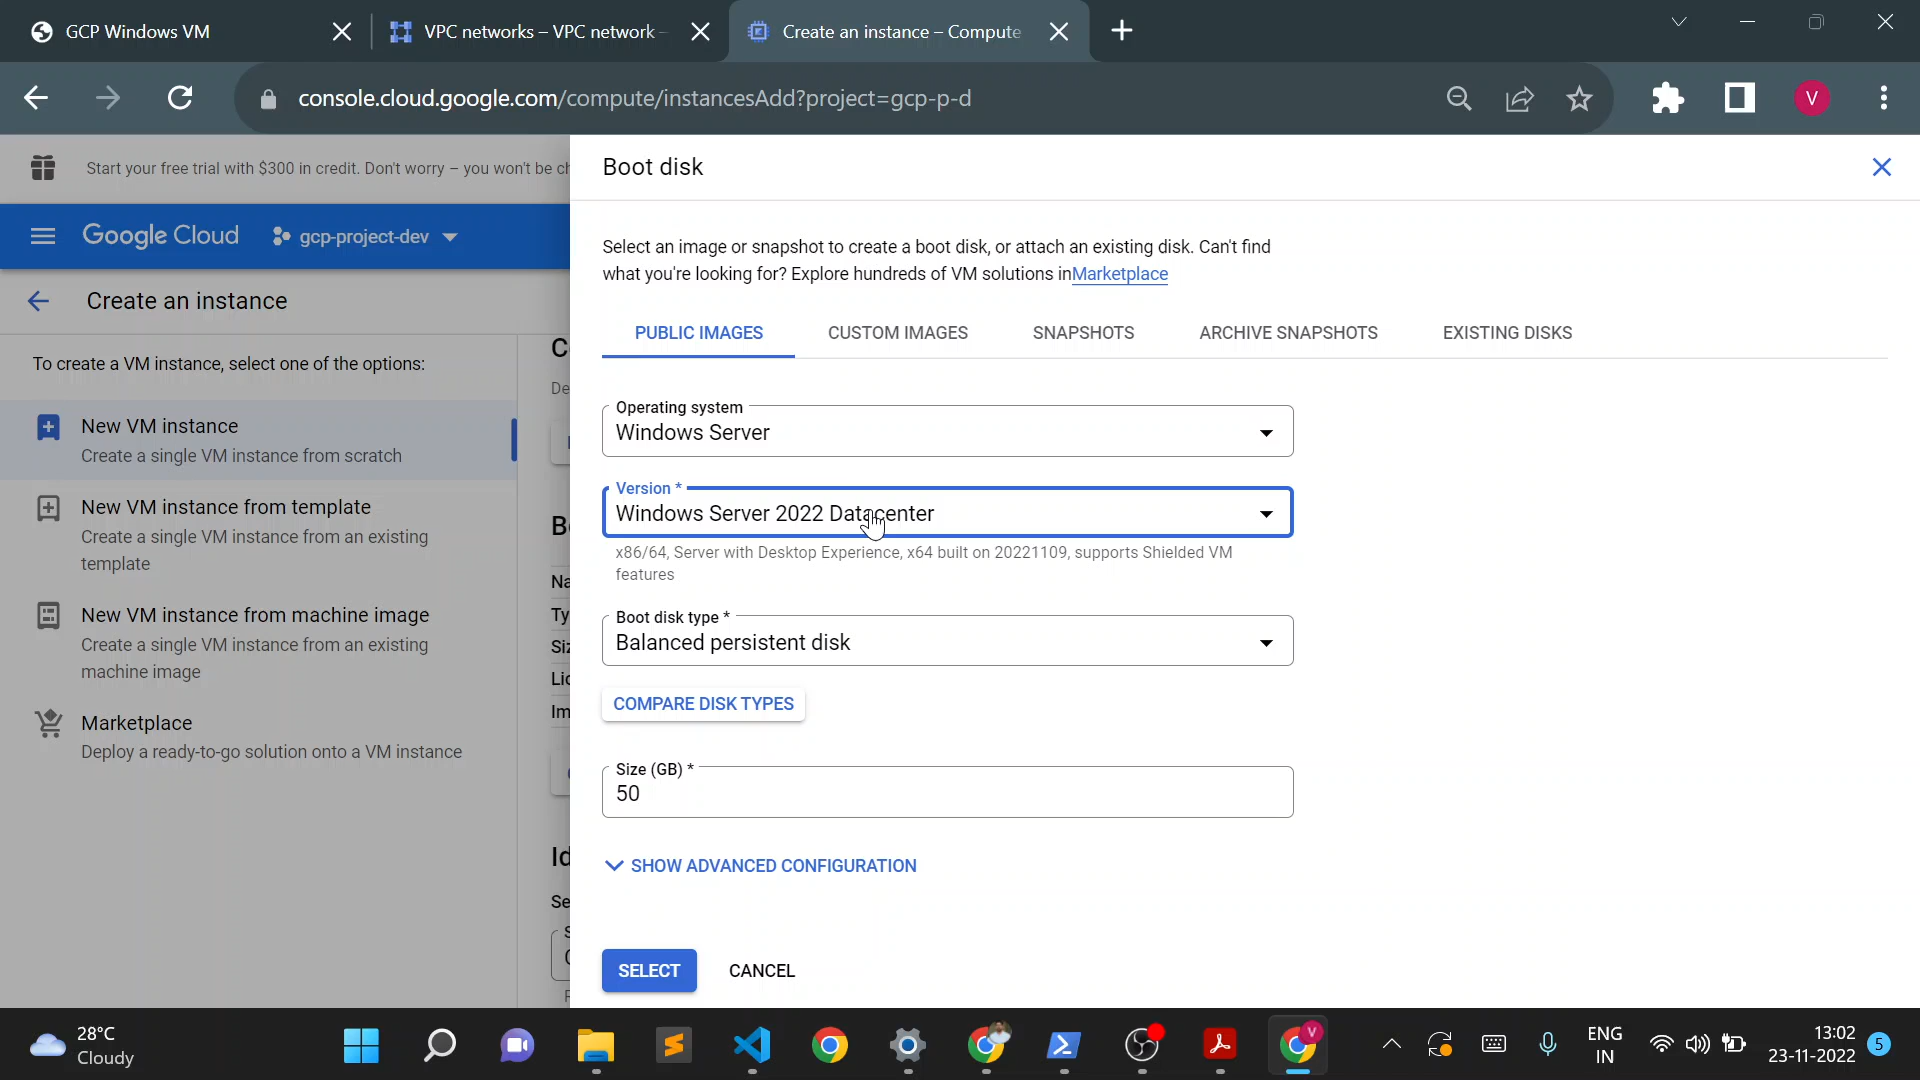 GCP Windows VM
VPC networks – VPC network
Create an instance – Compute
console.cloud.google.com/compute/instancesAdd?project=gcp-p-d
V
Start your free trial with $300 in credit. Don't worry – you won't be ch
Google Cloud
gcp-project-dev
Create an instance
To create a VM instance, select one of the options:
New VM instance
Create a single VM instance from scratch
New VM instance from template
Create a single VM instance from an existing
template
New VM instance from machine image
Create a single VM instance from an existing
machine image
Marketplace
Deploy a ready-to-go solution onto a VM instance
Boot disk
Select an image or snapshot to create a boot disk, or attach an existing disk. Can't find
what you're looking for? Explore hundreds of VM solutions inMarketplace
PUBLIC IMAGES
CUSTOM IMAGES
SNAPSHOTS
ARCHIVE SNAPSHOTS
EXISTING DISKS
Operating system
Windows Server
Version *
Windows Server 2022 Datacenter
x86/64, Server with Desktop Experience, x64 built on 20221109, supports Shielded VM
features
Boot disk type *
Balanced persistent disk
COMPARE DISK TYPES
Size (GB) *
50
SHOW ADVANCED CONFIGURATION
SELECT
CANCEL
28°C
Cloudy
V
ENG
IN
13:02
23-11-2022
5